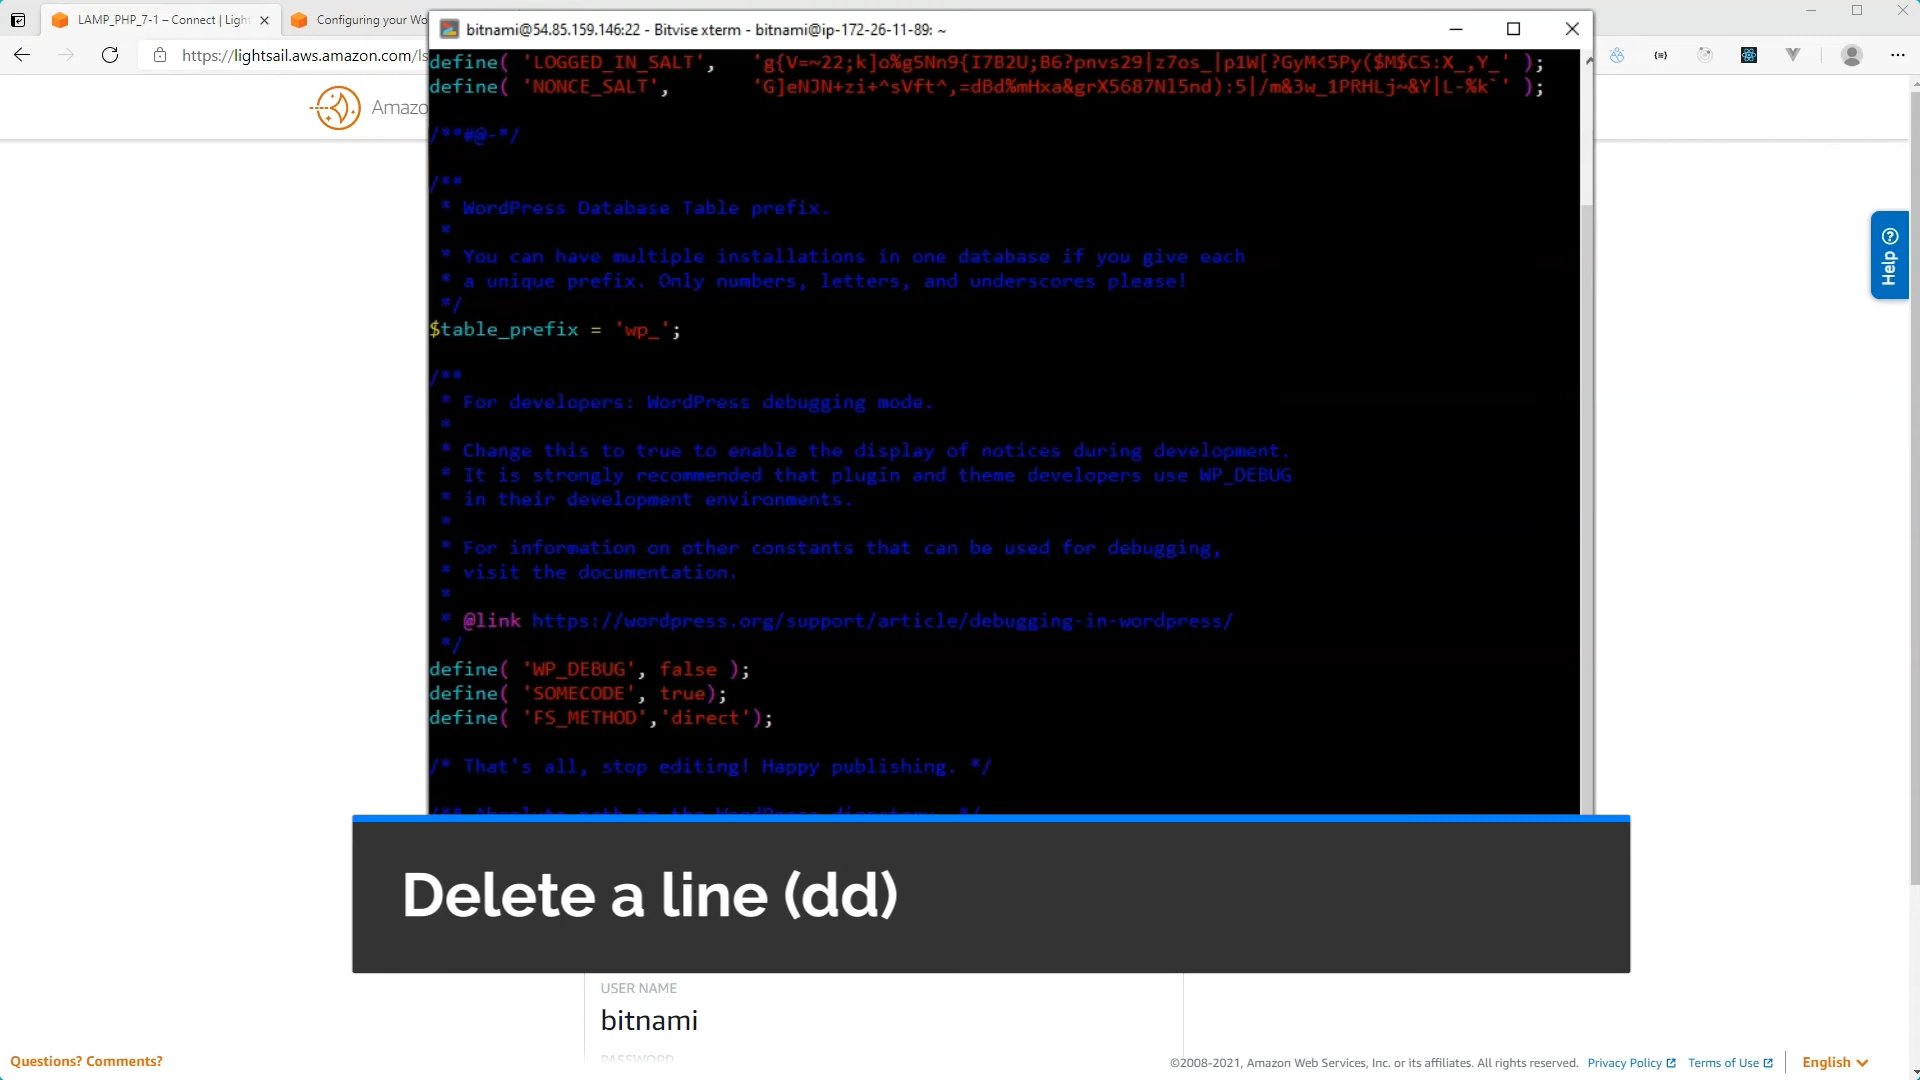 LAMP_PHP_7-1 – Connect | Ligh
Configuring your Wo
bitnami@54.85.159.146:22 - Bitvise xterm - bitnami@ip-172-26-11-89: ~
https://lightsail.aws.amazon.com/ls
Amazo
define( 'LOGGED_IN_SALT', 'g{V=~22;k]o%g5Nn9{I7B2U;B6?pnvs29|z7os_|p1W[?GyM<5Py($M$CS:X_,Y_' );
define( 'NONCE_SALT', 'G]eNJN+zi+^sVft^,=dBd%mHxa&grX5687Nl5nd):5|/m&3w_1PRHLj~&Y|L-%k`' );
/**#@-*/
/**
* WordPress Database Table prefix.
*
* You can have multiple installations in one database if you give each
* a unique prefix. Only numbers, letters, and underscores please!
*/
$table_prefix = 'wp_';
/**
* For developers: WordPress debugging mode.
*
* Change this to true to enable the display of notices during development.
* It is strongly recommended that plugin and theme developers use WP_DEBUG
* in their development environments.
*
* For information on other constants that can be used for debugging,
* visit the documentation.
*
* @link https://wordpress.org/support/article/debugging-in-wordpress/
*/
define( 'WP_DEBUG', false );
define( 'SOMECODE', true);
define( 'FS_METHOD','direct');
/* That's all, stop editing! Happy publishing. */
/** Absolute path to the WordPress directory. */
Help
Delete a line (dd)
USER NAME
bitnami
PASSWORD
Questions? Comments?
©2008-2021, Amazon Web Services, Inc. or its affiliates. All rights reserved. Privacy Policy Terms of Use English